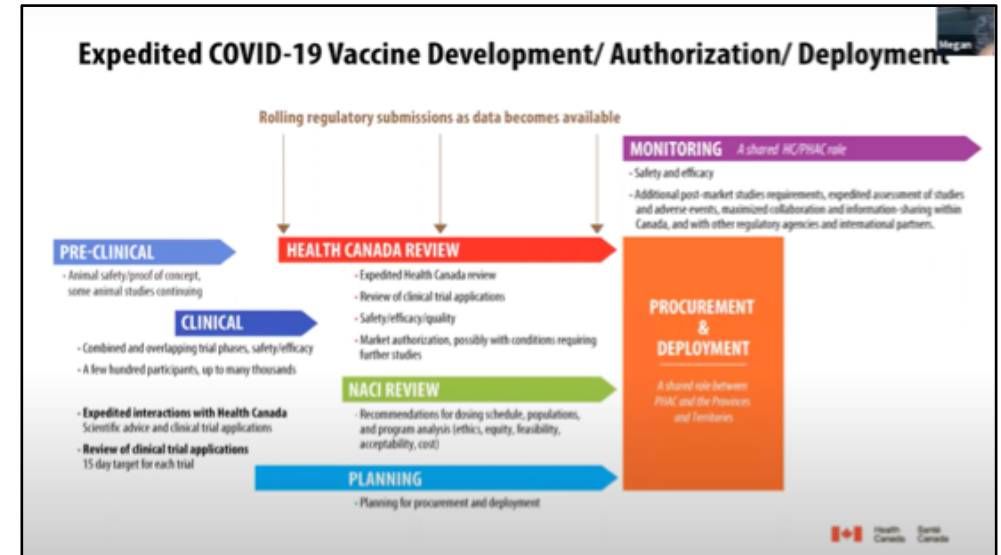 Megan
Expedited COVID-19 Vaccine Development/ Authorization/ Deployment
Rolling regulatory submissions as data becomes available
MONITORING A shared HC/PHAC role
- Safety and efficacy
- Additional post-market studies requirements, expedited assessment of studies
and adverse events, maximized collaboration and information-sharing within
Canada, and with other regulatory agencies and international partners.
PRE-CLINICAL
- Animal safety/proof of concept,
some animal studies continuing
CLINICAL
- Combined and overlapping trial phases, safety/efficacy
- A few hundred participants, up to many thousands
- Expedited interactions with Health Canada
Scientific advice and clinical trial applications
- Review of clinical trial applications
15 day target for each trial
HEALTH CANADA REVIEW
- Expedited Health Canada review
- Review of clinical trial applications
- Safety/efficacy/quality
- Market authorization, possibly with conditions requiring
further studies
NACI REVIEW
- Recommendations for dosing schedule, populations,
and program analysis (ethics, equity, feasibility,
acceptability, cost)
PLANNING
- Planning for procurement and deployment
PROCUREMENT
&
DEPLOYMENT
A shared role between
PHAC and the Provinces
and Territories
Health Santé
Canada Canada